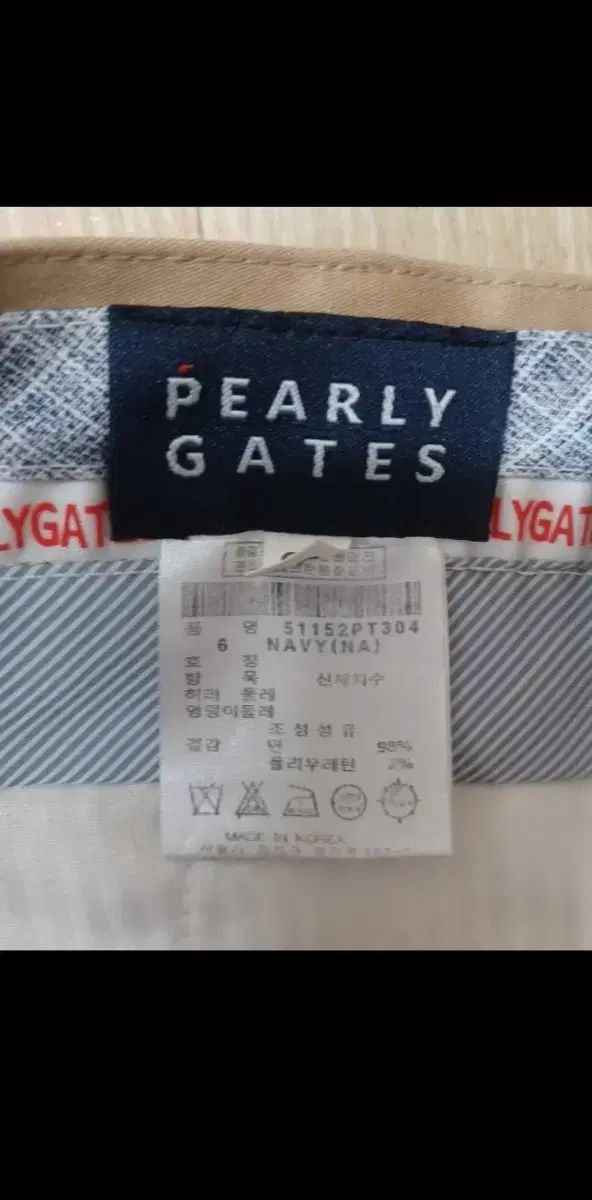 PEARLY
GATES
LYGAT
LYGAT
품 명 51152PT304
6 NAVY(NA)
호 칭
항 목 신체치수
허리 둘레
엉덩이둘레
조성섬유
겉감 면 98%
폴리우레탄 2%
MADE IN KOREA